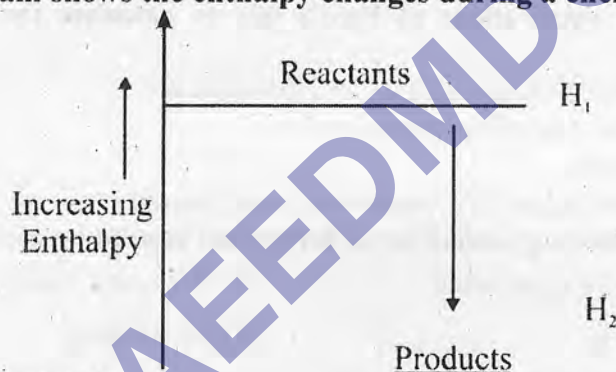 shows the enthalpy changes during a
Reactants
H₁
Increasing
Enthalpy
H₂
Products
AEEDMD